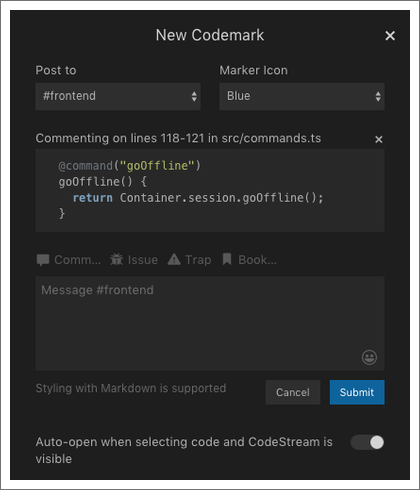 New Codemark
Post to
Marker Icon
#frontend
Blue
Commenting on lines 118-121 in src/commands.ts
@command("goOffline")
goOffline() {
return Container.session.goOffline();
}
Comm... Issue Trap Book...
Message #frontend
Styling with Markdown is supported
Cancel
Submit
Auto-open when selecting code and CodeStream is
visible